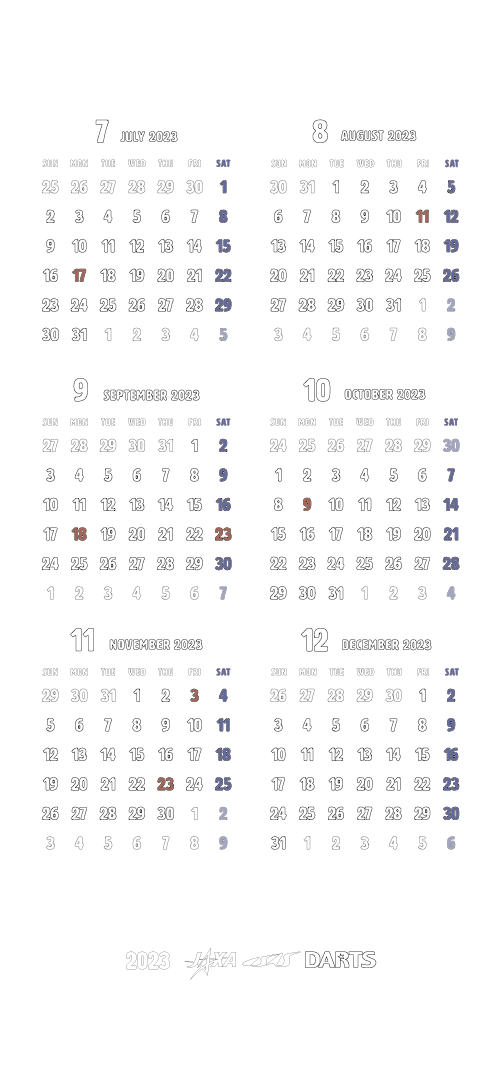 7 JULY 2023
SUN MON TUE WED THU FRI SAT
25 26 27 28 29 30 1
2 3 4 5 6 7 8
9 10 11 12 13 14 15
16 17 18 19 20 21 22
23 24 25 26 27 28 29
30 31 1 2 3 4 5
8 AUGUST 2023
SUN MON TUE WED THU FRI SAT
30 31 1 2 3 4 5
6 7 8 9 10 11 12
13 14 15 16 17 18 19
20 21 22 23 24 25 26
27 28 29 30 31 1 2
3 4 5 6 7 8 9
9 SEPTEMBER 2023
SUN MON TUE WED THU FRI SAT
27 28 29 30 31 1 2
3 4 5 6 7 8 9
10 11 12 13 14 15 16
17 18 19 20 21 22 23
24 25 26 27 28 29 30
1 2 3 4 5 6 7
10 OCTOBER 2023
SUN MON TUE WED THU FRI SAT
24 25 26 27 28 29 30
1 2 3 4 5 6 7
8 9 10 11 12 13 14
15 16 17 18 19 20 21
22 23 24 25 26 27 28
29 30 31 1 2 3 4
11 NOVEMBER 2023
SUN MON TUE WED THU FRI SAT
29 30 31 1 2 3 4
5 6 7 8 9 10 11
12 13 14 15 16 17 18
19 20 21 22 23 24 25
26 27 28 29 30 1 2
3 4 5 6 7 8 9
12 DECEMBER 2023
SUN MON TUE WED THU FRI SAT
26 27 28 29 30 1 2
3 4 5 6 7 8 9
10 11 12 13 14 15 16
17 18 19 20 21 22 23
24 25 26 27 28 29 30
31 1 2 3 4 5 6
2023 JAXA ISAS DARTS